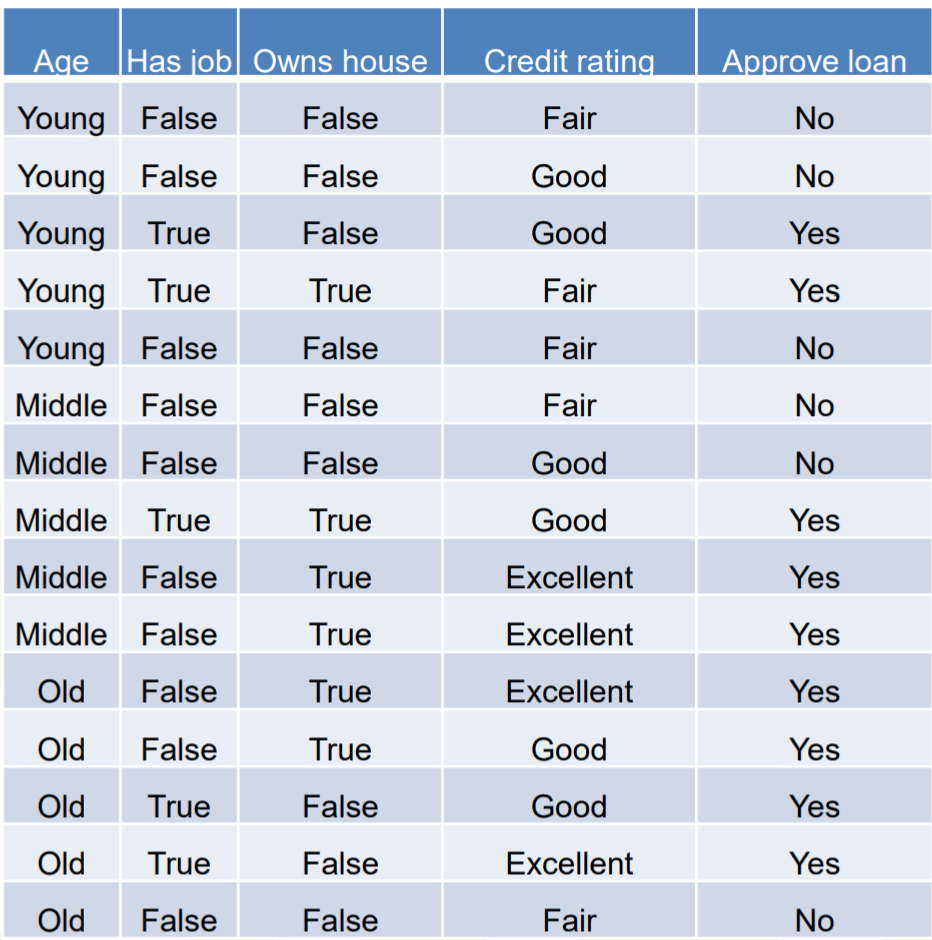 Age Has job Owns house Credit rating Approve loan
Young False False Fair No
Young False False Good No
Young True False Good Yes
Young True True Fair Yes
Young False False Fair No
Middle False False Fair No
Middle False False Good No
Middle True True Good Yes
Middle False True Excellent Yes
Middle False True Excellent Yes
Old False True Excellent Yes
Old False True Good Yes
Old True False Good Yes
Old True False Excellent Yes
Old False False Fair No